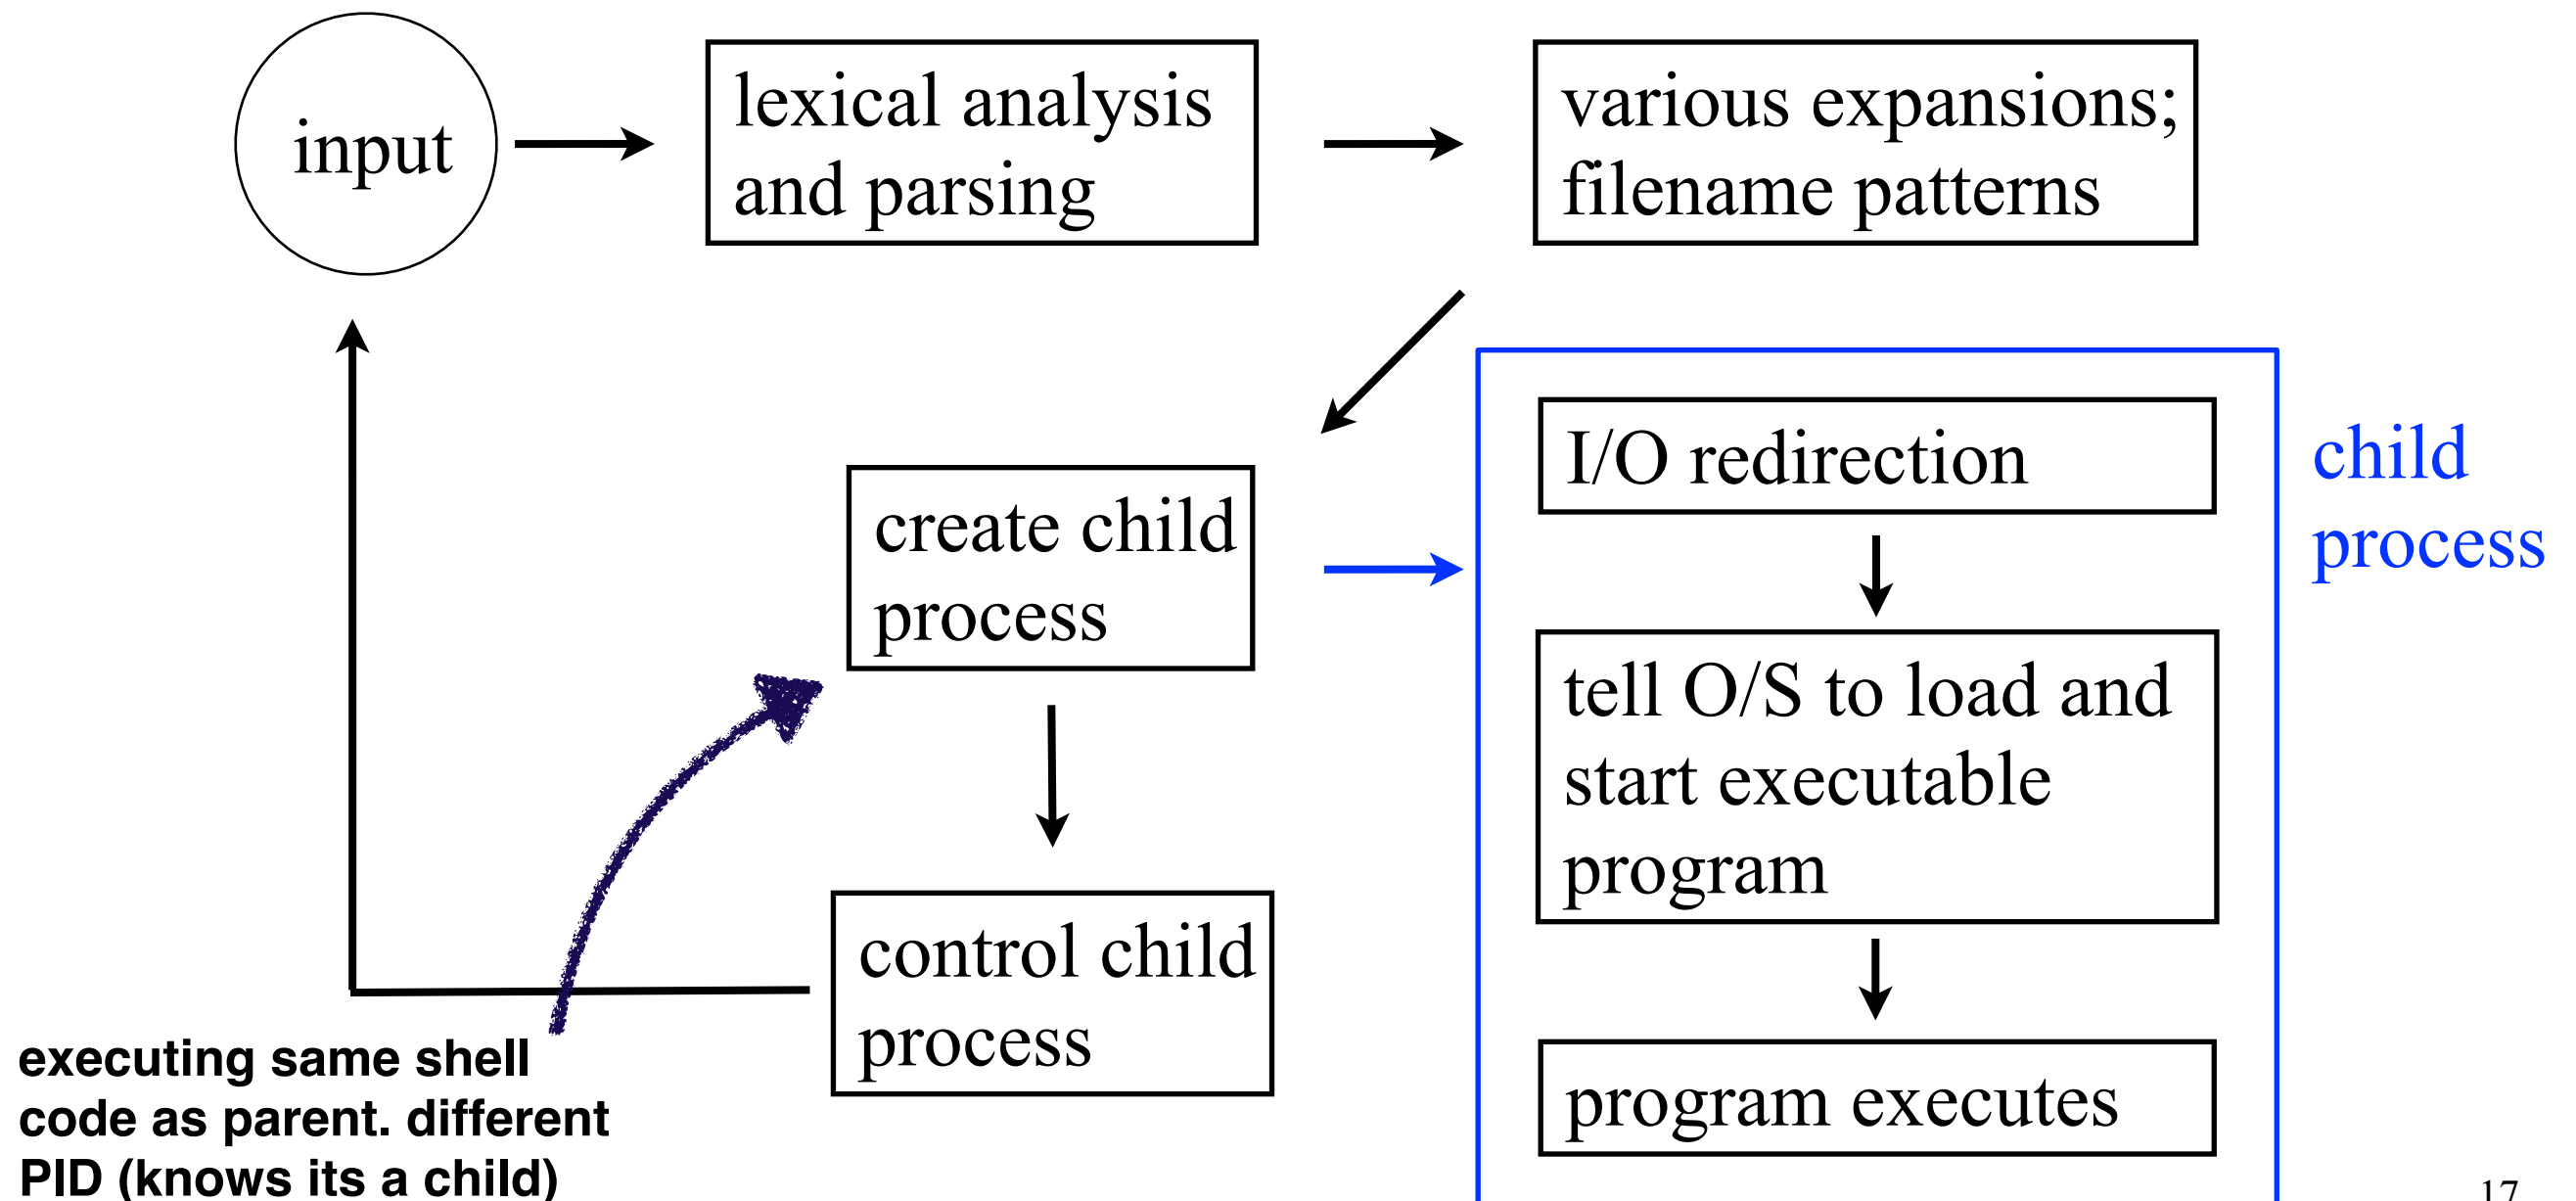 input
lexical analysis
and parsing
various expansions;
filename patterns
create child
process
control child
process
I/O redirection
tell O/S to load and
start executable
program
program executes
child
process
executing same shell
code as parent. different
PID (knows its a child)
17